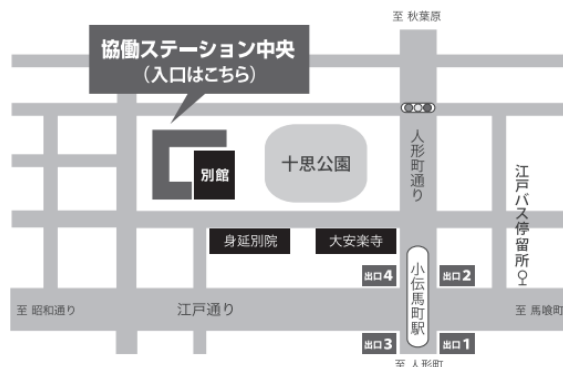 至 秋葉原
協働ステーション中央
（入口はこちら）
人形町通り
別館
十思公園
江戸バス停留所
身延別院
大安楽寺
出口4
小伝馬町駅
出口2
至 昭和通り
江戸通り
至 馬喰町
出口3
出口1
至 人形町